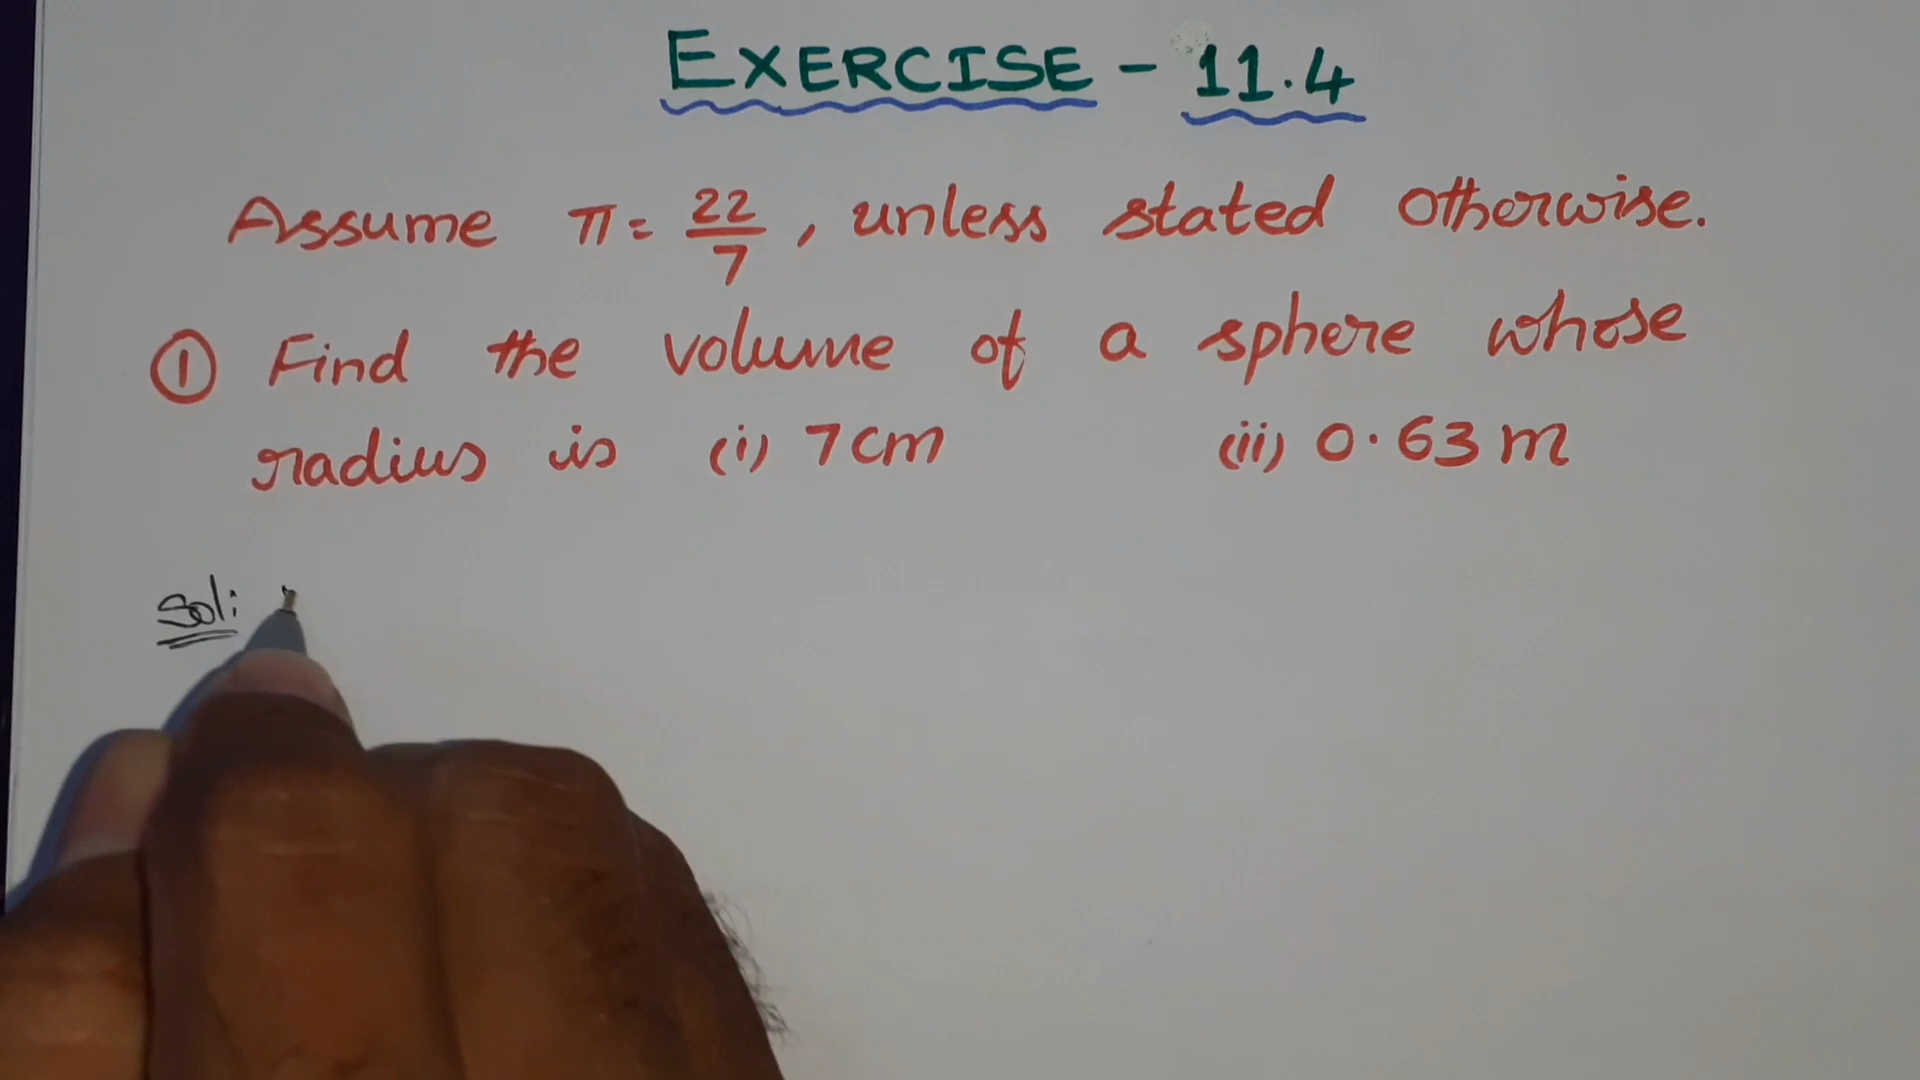 EXERCISE - 11.4
Assume π = 22/7, unless stated otherwise.
① Find the volume of a sphere whose
radius is (i) 7cm (ii) 0.63 m
Sol: